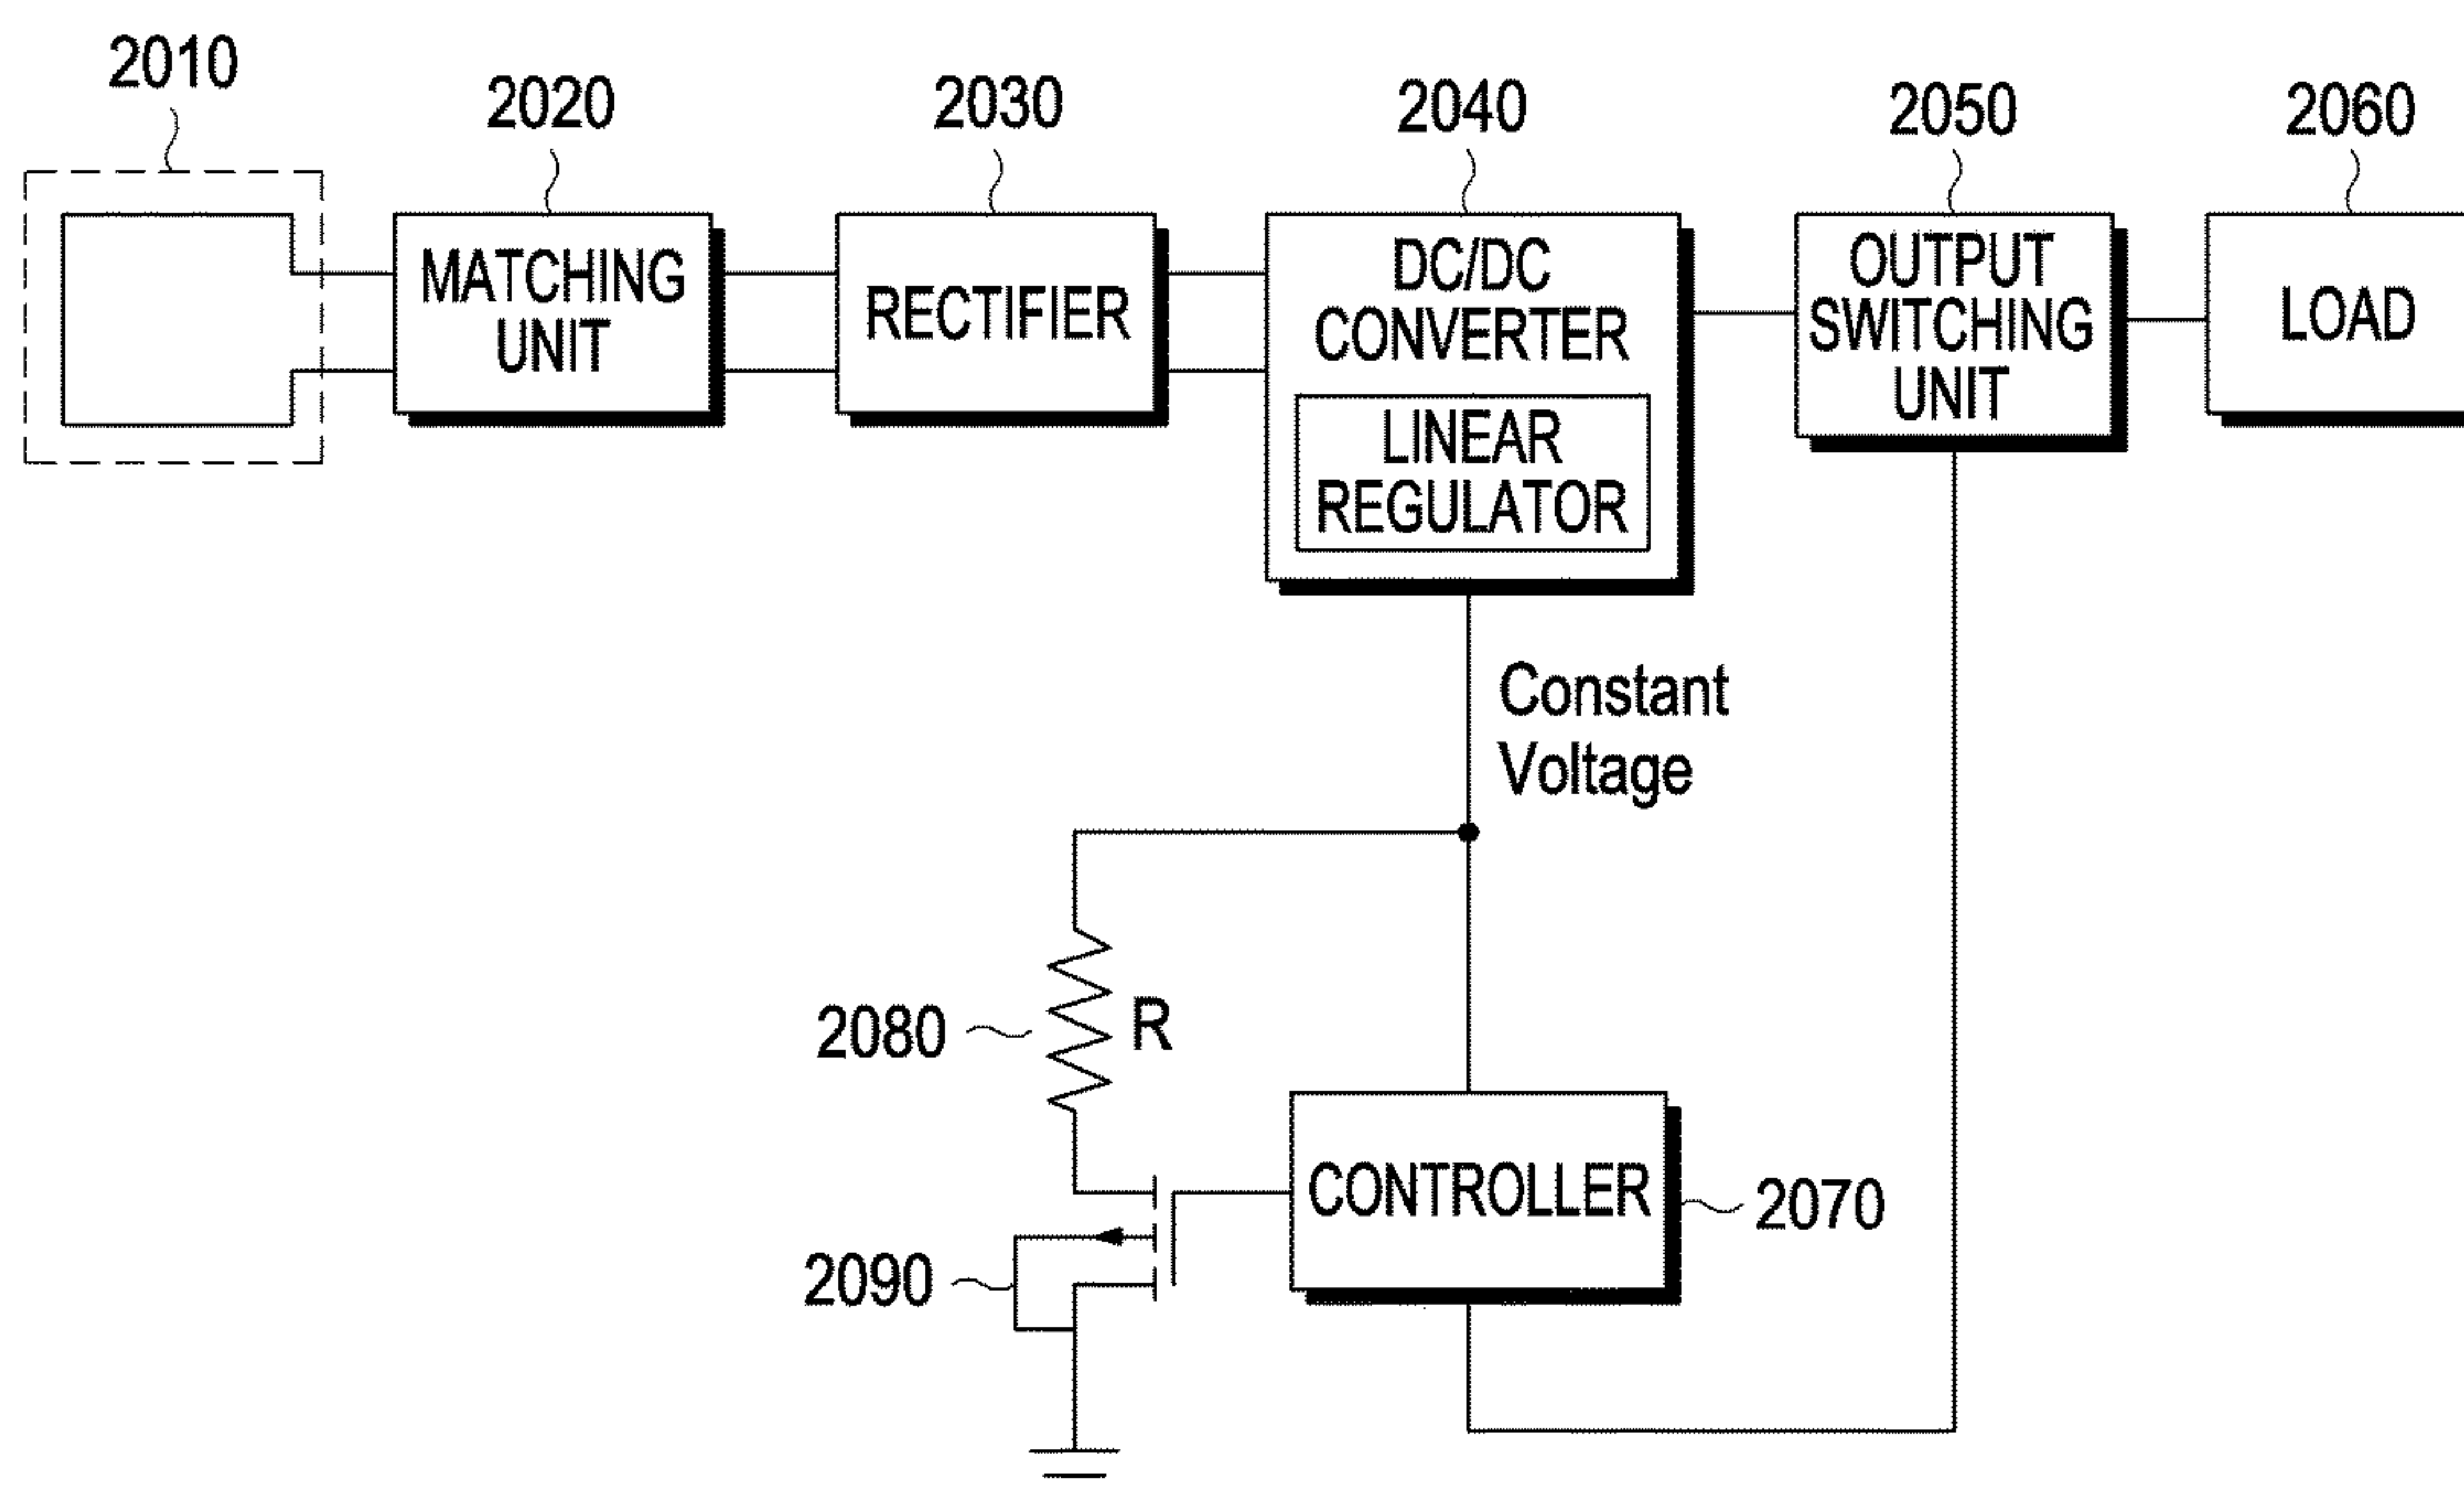 2010
2020
2030
2040
2050
2060
MATCHING
UNIT
RECTIFIER
DC/DC
CONVERTER
LINEAR
REGULATOR
OUTPUT
SWITCHING
UNIT
LOAD
Constant
Voltage
2080
R
CONTROLLER
2070
2090